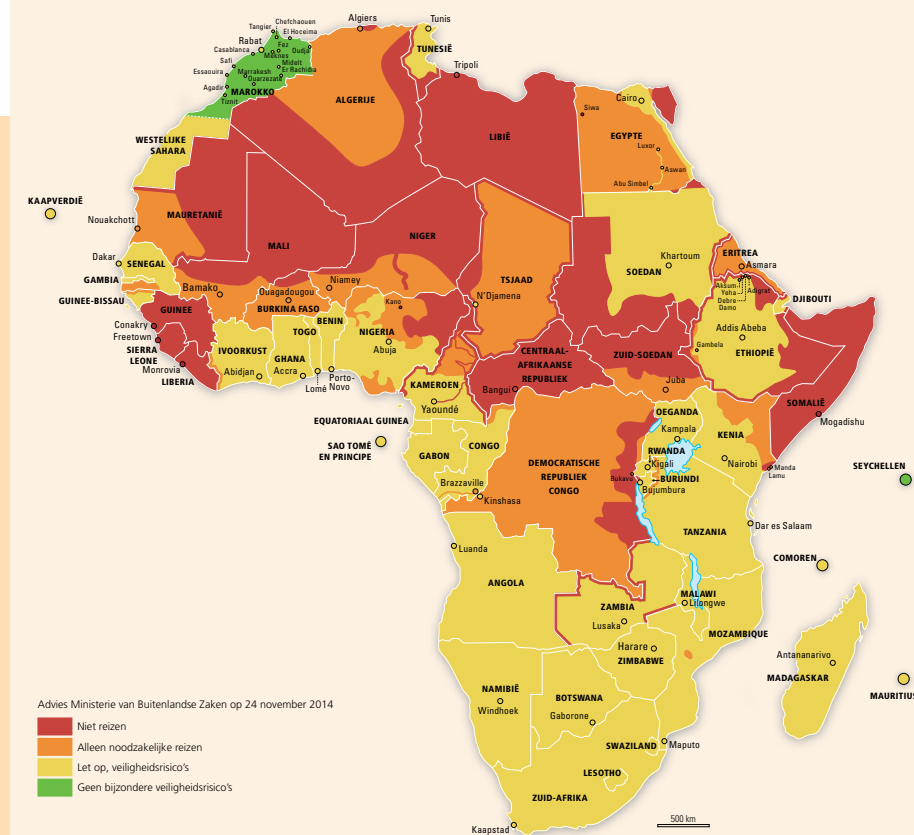 Chefchaouen
Tangier
El Hoceima
Algiers
Tunis
Rabat
Fez
Casablanca
Meknes
Oudja
TUNESIË
Safi
Midelt
Er Rachidia
Tripoli
Essaouira
Marrakesh
Ouarzezate
Agadir
MAROKKO
Tiznit
ALGERIJE
Cairo
Siwa
LIBIË
EGYPTE
WESTELIJKE
SAHARA
Luxor
Aswan
Abu Simbel
KAAPVERDIË
MAURETANIË
Nouakchott
NIGER
MALI
ERITREA
Khartoum
Asmara
Dakar
SENEGAL
SOEDAN
TSJAAD
GAMBIA
Bamako
Ouagadougou
Niamey
Aksum
Yeha
Debre
Damo
Adigrat
GUINEE-BISSAU
Kano
N'Djamena
DJIBOUTI
GUINEE
BURKINA FASO
BENIN
Conakry
TOGO
NIGERIA
Addis Abeba
Freetown
Abuja
Gambela
ETHIOPIË
SIERRA
LEONE
IVOORKUST
GHANA
CENTRAAL-
AFRIKAANSE
REPUBLIEK
ZUID-SOEDAN
Monrovia
Abidjan
Accra
LIBERIA
Lomé
Porto-
Novo
KAMEROEN
Bangui
Juba
Yaoundé
SOMALIË
EQUATORIAAL GUINEA
OEGANDA
Mogadishu
Kampala
KENIA
SAO TOMÉ
EN PRINCIPE
CONGO
GABON
RWANDA
DEMOCRATISCHE
REPUBLIEK
CONGO
Kigali
Nairobi
Manda
Lamu
SEYCHELLEN
Bukavu
BURUNDI
Brazzaville
Bujumbura
Kinshasa
TANZANIA
Dar es Salaam
Luanda
COMOREN
ANGOLA
MALAWI
Lilongwe
ZAMBIA
Lusaka
MOZAMBIQUE
Harare
ZIMBABWE
Antananarivo
MADAGASKAR
NAMIBIË
BOTSWANA
MAURITIUS
Windhoek
Gaborone
SWAZILAND
Maputo
LESOTHO
ZUID-AFRIKA
Kaapstad
500 km
Advies Ministerie van Buitenlandse Zaken op 24 november 2014
Niet reizen
Alleen noodzakelijke reizen
Let op, veiligheidsrisico's
Geen bijzondere veiligheidsrisico's